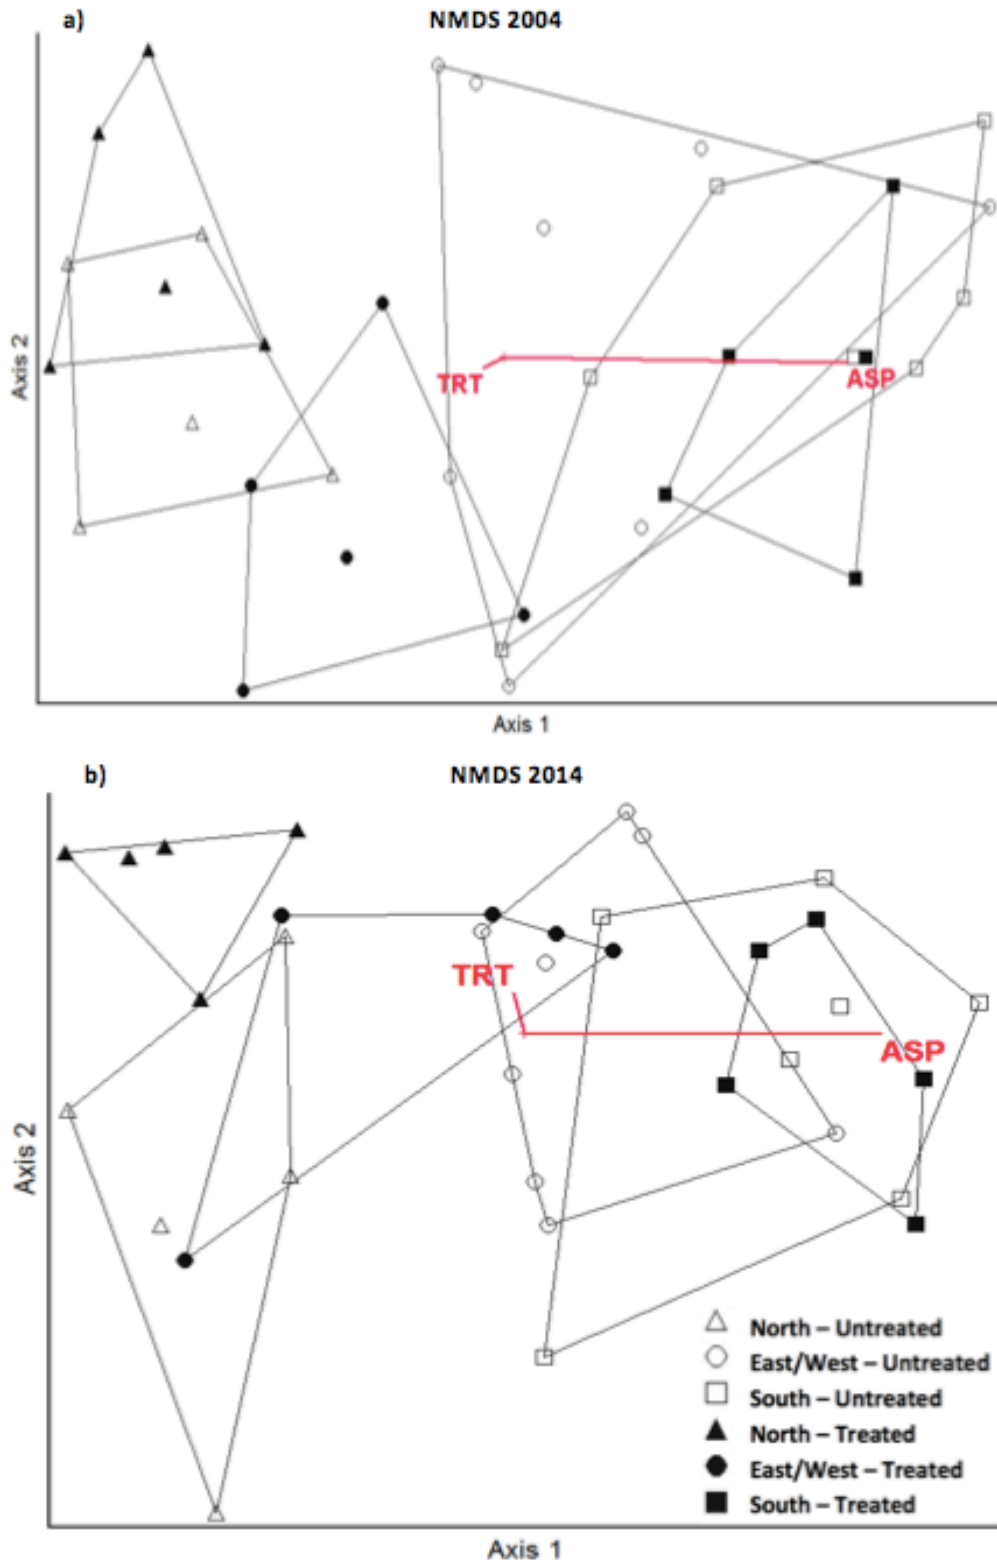 a)
NMDS 2004
Axis 2
TRT
ASP
Axis 1
b)
NMDS 2014
Axis 2
TRT
ASP
North – Untreated
East/West – Untreated
South – Untreated
North – Treated
East/West – Treated
South – Treated
Axis 1